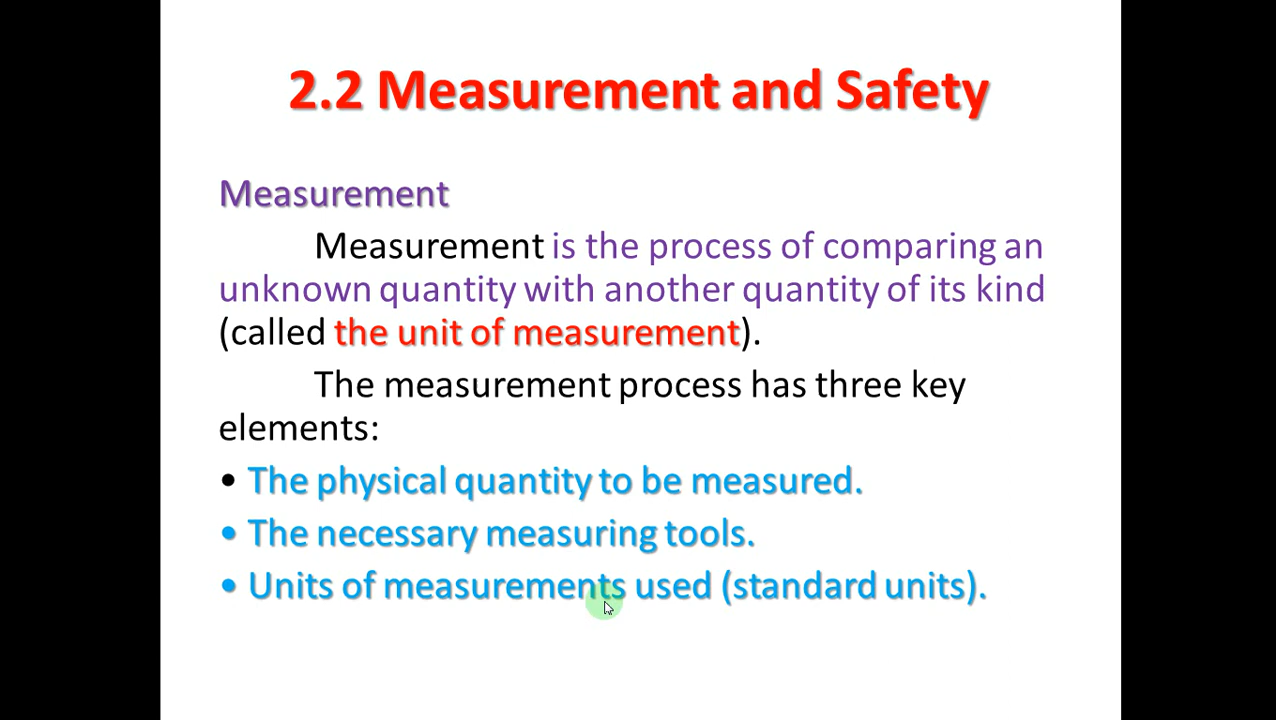 2.2 Measurement and Safety
Measurement
Measurement is the process of comparing an
unknown quantity with another quantity of its kind
(called the unit of measurement).
The measurement process has three key
elements:
• The physical quantity to be measured.
• The necessary measuring tools.
• Units of measurements used (standard units).